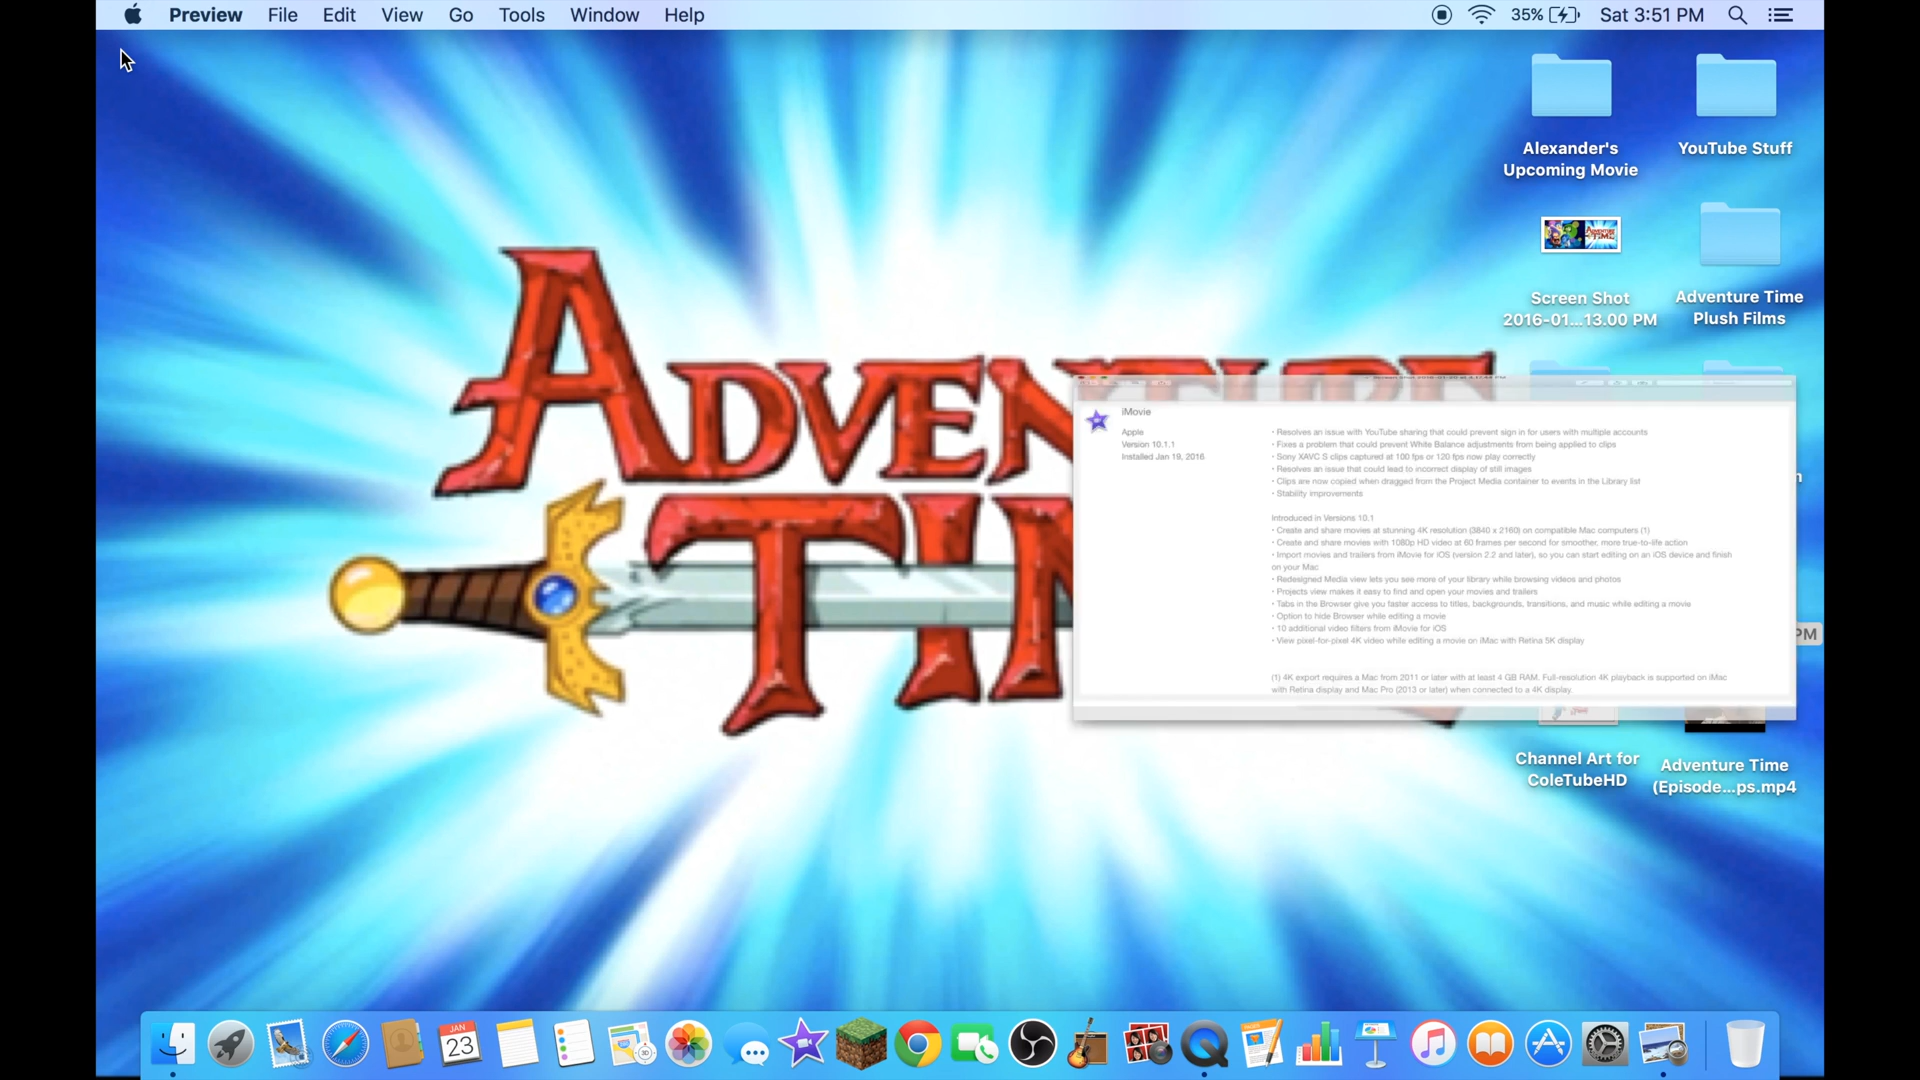 Preview File Edit View Go Tools Window Help 35% Sat 3:51 PM
Alexander's
Upcoming Movie
YouTube Stuff
Screen Shot
2016-01...13.00 PM
Adventure Time
Plush Films
ADVENTURE
TIM
iMovie
Apple
Version 10.1.1
Installed Jan 19, 2016
• Resolves an issue with YouTube sharing that could prevent sign in for users with multiple accounts
• Fixes a problem that could prevent White Balance adjustments from being applied to clips
• Sony XAVC S clips captured at 100 fps or 120 fps now play correctly
• Resolves an issue that could lead to incorrect display of still images
• Clips are now copied when dragged from the Project Media container to events in the Library list
• Stability improvements
Introduced in Versions 10.1
• Create and share movies at stunning 4K resolution (3840 x 2160) on compatible Mac computers (1)
• Create and share movies with 1080p HD video at 60 frames per second for smoother, more true-to-life action
• Import movies and trailers from iMovie for iOS (version 2.2 and later), so you can start editing on an iOS device and finish
on your Mac
• Redesigned Media view lets you see more of your library while browsing videos and photos
• Projects view makes it easy to find and open your movies and trailers
• Tabs in the Browser give you faster access to titles, backgrounds, transitions, and music while editing a movie
• Option to hide Browser while editing a movie
• 10 additional video filters from iMovie for iOS
• View pixel-for-pixel 4K video while editing a movie on iMac with Retina 5K display
(1) 4K export requires a Mac from 2011 or later with at least 4 GB RAM. Full-resolution 4K playback is supported on iMac
with Retina display and Mac Pro (2013 or later) when connected to a 4K display.
PM
Channel Art for
ColeTubeHD
Adventure Time
(Episode...ps.mp4
JAN
23